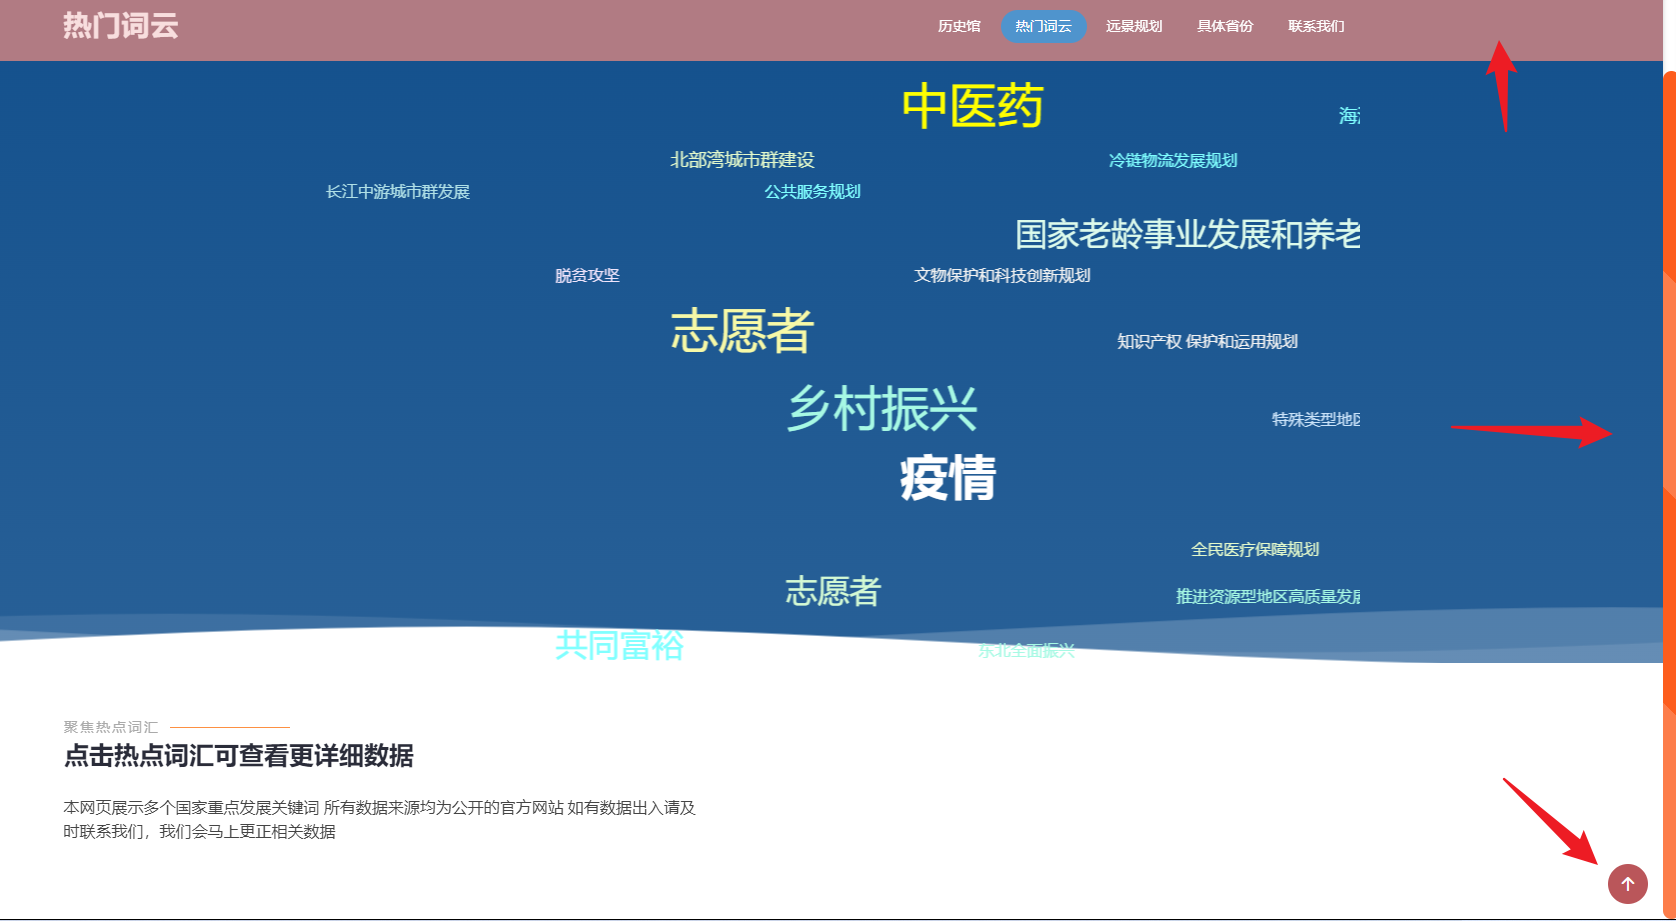 热门词云
历史馆 热门词云 远景规划 具体省份 联系我们
中医药
海
北部湾城市群建设 冷链物流发展规划
长江中游城市群发展 公共服务规划
国家老龄事业发展和养老
脱贫攻坚 文物保护和科技创新规划
志愿者
知识产权 保护和运用规划
乡村振兴
特殊类型地区
疫情
全民医疗保障规划
志愿者
推进资源型地区高质量发展
共同富裕
东北全面振兴
聚焦热点词汇
点击热点词汇可查看更详细数据
本网页展示多个国家重点发展关键词 所有数据来源均为公开的官方网站 如有数据出入请及
时联系我们，我们会马上更正相关数据